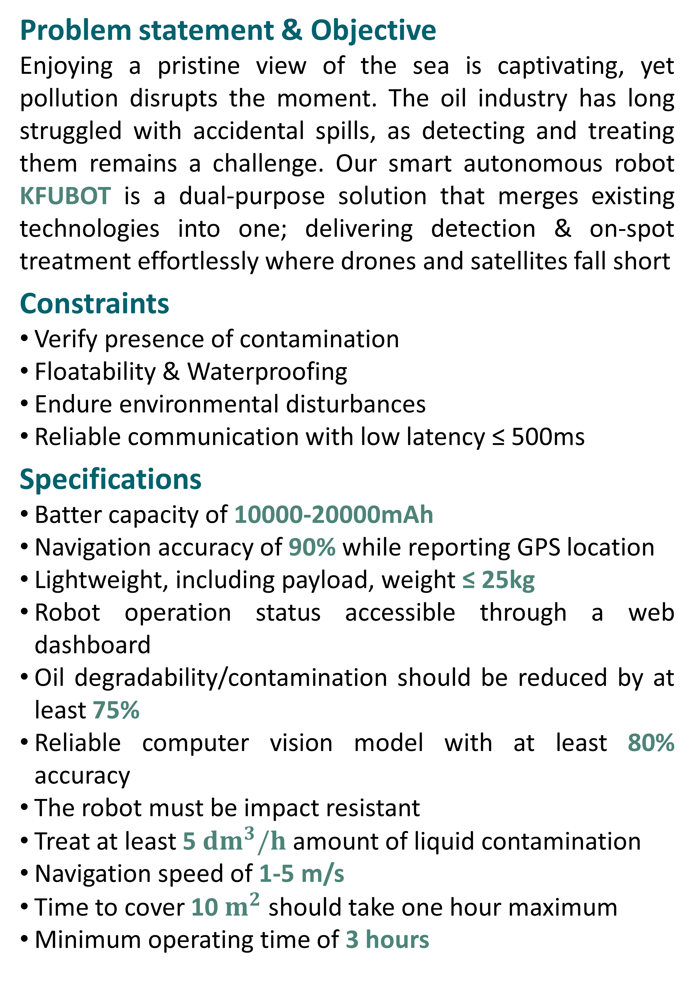 Problem statement & Objective
Enjoying a pristine view of the sea is captivating, yet
pollution disrupts the moment. The oil industry has long
struggled with accidental spills, as detecting and treating
them remains a challenge. Our smart autonomous robot
KFUBOT is a dual-purpose solution that merges existing
technologies into one; delivering detection & on-spot
treatment effortlessly where drones and satellites fall short
Constraints
• Verify presence of contamination
• Floatability & Waterproofing
• Endure environmental disturbances
• Reliable communication with low latency ≤ 500ms
Specifications
• Batter capacity of 10000-20000mAh
• Navigation accuracy of 90% while reporting GPS location
• Lightweight, including payload, weight ≤ 25kg
• Robot operation status accessible through a web
dashboard
• Oil degradability/contamination should be reduced by at
least 75%
• Reliable computer vision model with at least 80%
accuracy
• The robot must be impact resistant
• Treat at least 5 dm³/h amount of liquid contamination
• Navigation speed of 1-5 m/s
• Time to cover 10 m² should take one hour maximum
• Minimum operating time of 3 hours